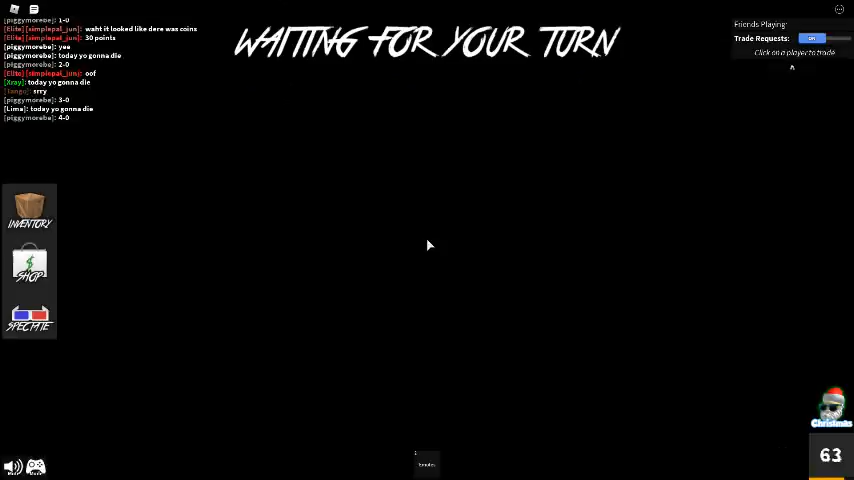 [piggymorebe]: 1-0
[Elite] [simplepal_jun]: waht it looked like dere was coins
[Elite] [simplepal_jun]: 30 points
[piggymorebe]: yee
[piggymorebe]: today yo gonna die
[piggymorebe]: 2-0
[Elite] [simplepal_jun]: oof
[Xray]: today yo gonna die
[Tango]: srry
[piggymorebe]: 3-0
[Lima]: today yo gonna die
[piggymorebe]: 4-0
WAITING FOR YOUR TURN
Friends Playing:
Trade Requests: ON
Click on a player to trade
^
INVENTORY
SHOP
SPECTATE
Christmas
63
Emotes